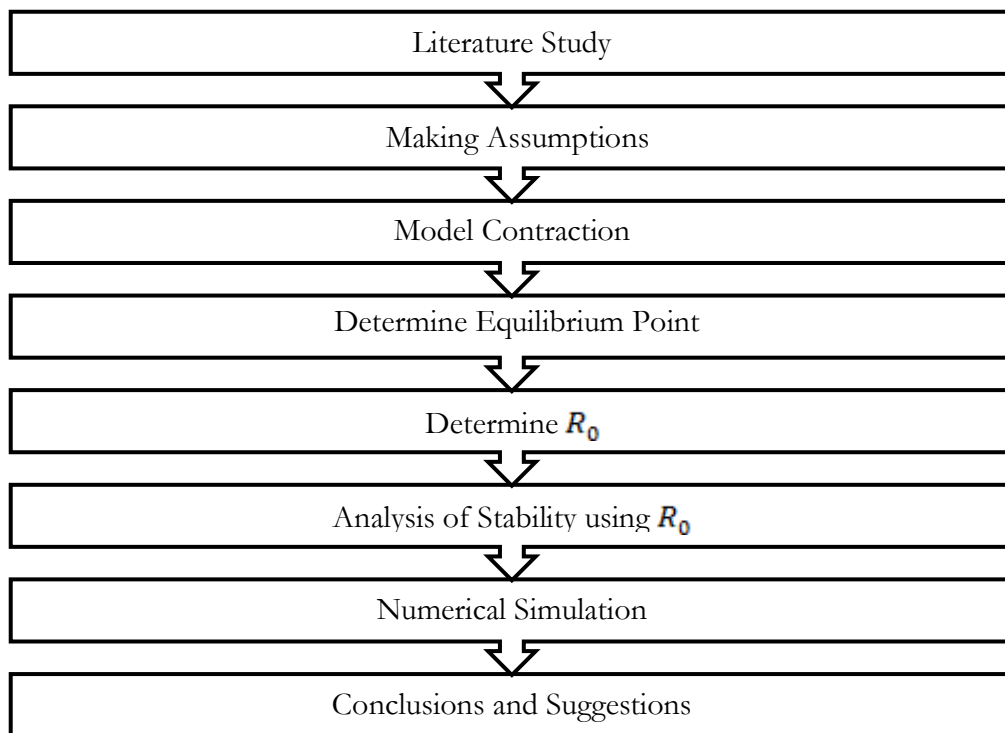 Literature Study
Making Assumptions
Model Contraction
Determine Equilibrium Point
Determine R₀
Analysis of Stability using R₀
Numerical Simulation
Conclusions and Suggestions